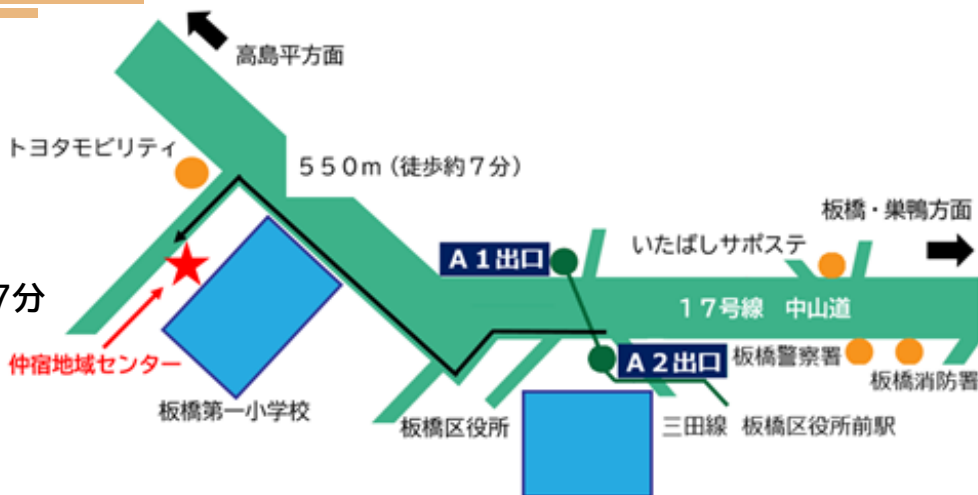 高島平方面
トヨタモビリティ
５５０ｍ（徒歩約７分）
板橋・巣鴨方面
いたばしサポステ
Ａ１出口
7分
１７号線　中山道
仲宿地域センター
Ａ２出口
板橋警察署
板橋消防署
板橋第一小学校
板橋区役所
三田線　板橋区役所前駅